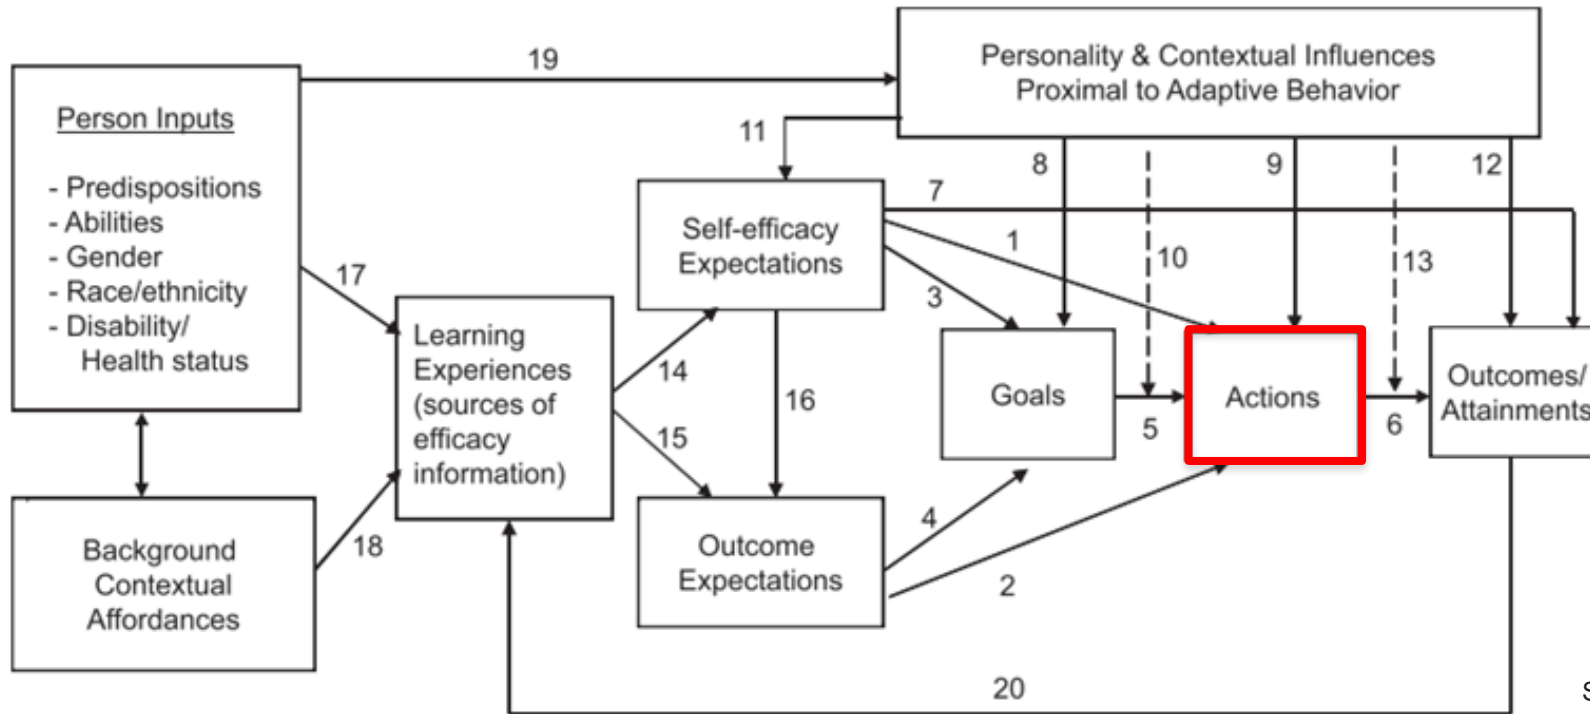 19
Personality & Contextual Influences
Proximal to Adaptive Behavior
Person Inputs
- Predispositions
- Abilities
- Gender
- Race/ethnicity
- Disability/
Health status
11
8
9
12
7
Self-efficacy
Expectations
1
10
13
17
3
Learning
Experiences
(sources of
efficacy
information)
14
16
15
Goals
5
Actions
6
Outcomes/
Attainments
Background
Contextual
Affordances
18
Outcome
Expectations
4
2
20
S